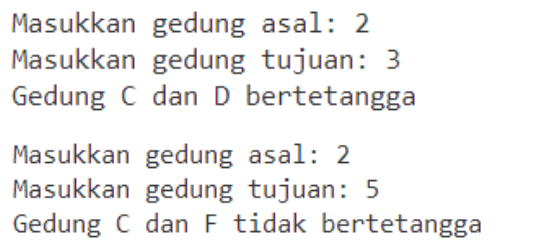 Masukkan gedung asal: 2
Masukkan gedung tujuan: 3
Gedung C dan D bertetangga
Masukkan gedung asal: 2
Masukkan gedung tujuan: 5
Gedung C dan F tidak bertetangga